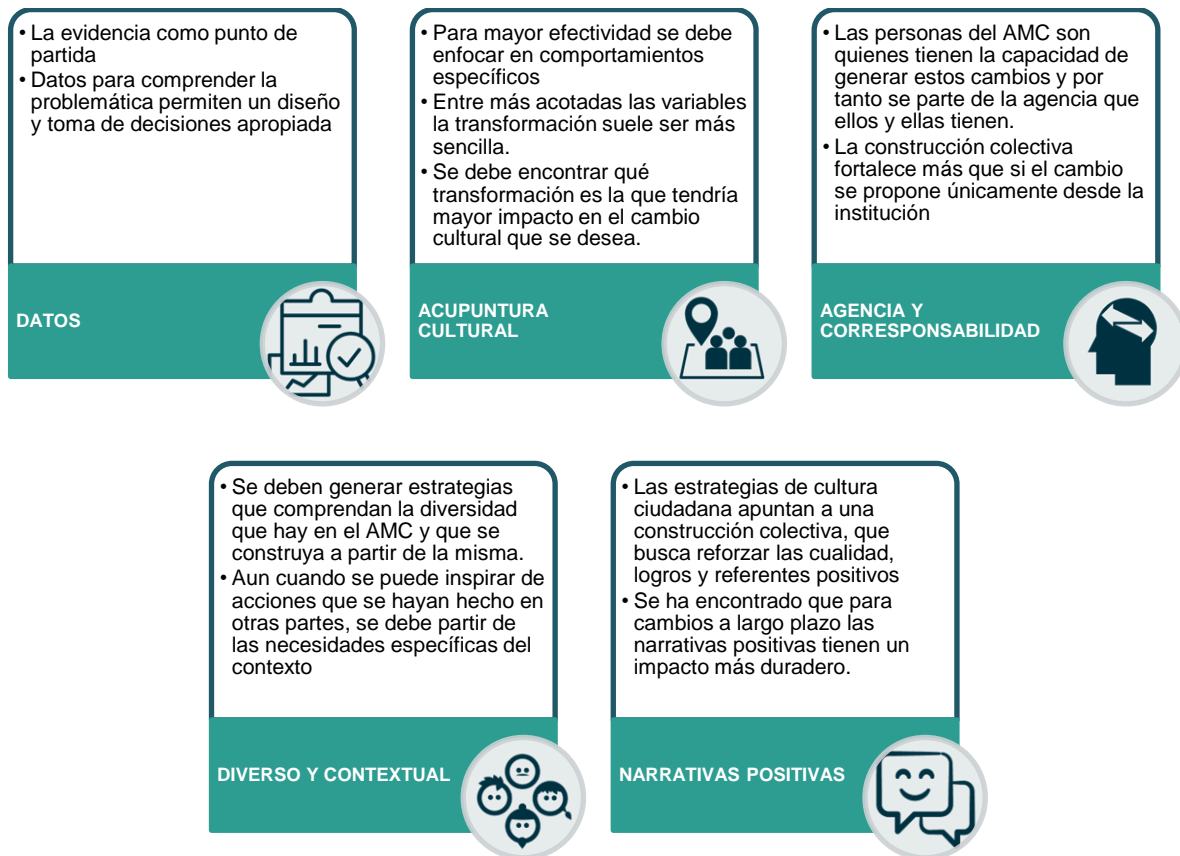 • La evidencia como punto de
partida
• Datos para comprender la
problemática permiten un diseño
y toma de decisiones apropiada
DATOS
• Para mayor efectividad se debe
enfocar en comportamientos
específicos
• Entre más acotadas las variables
la transformación suele ser más
sencilla.
• Se debe encontrar qué
transformación es la que tendría
mayor impacto en el cambio
cultural que se desea.
ACUPUNTURA
CULTURAL
• Las personas del AMC son
quienes tienen la capacidad de
generar estos cambios y por
tanto se parte de la agencia que
ellos y ellas tienen.
• La construcción colectiva
fortalece más que si el cambio
se propone únicamente desde la
institución
AGENCIA Y
CORRESPONSABILIDAD
• Se deben generar estrategias
que comprendan la diversidad
que hay en el AMC y que se
construya a partir de la misma.
• Aun cuando se puede inspirar de
acciones que se hayan hecho en
otras partes, se debe partir de
las necesidades específicas del
contexto
DIVERSO Y CONTEXTUAL
• Las estrategias de cultura
ciudadana apuntan a una
construcción colectiva, que
busca reforzar las cualidad,
logros y referentes positivos
• Se ha encontrado que para
cambios a largo plazo las
narrativas positivas tienen un
impacto más duradero.
NARRATIVAS POSITIVAS